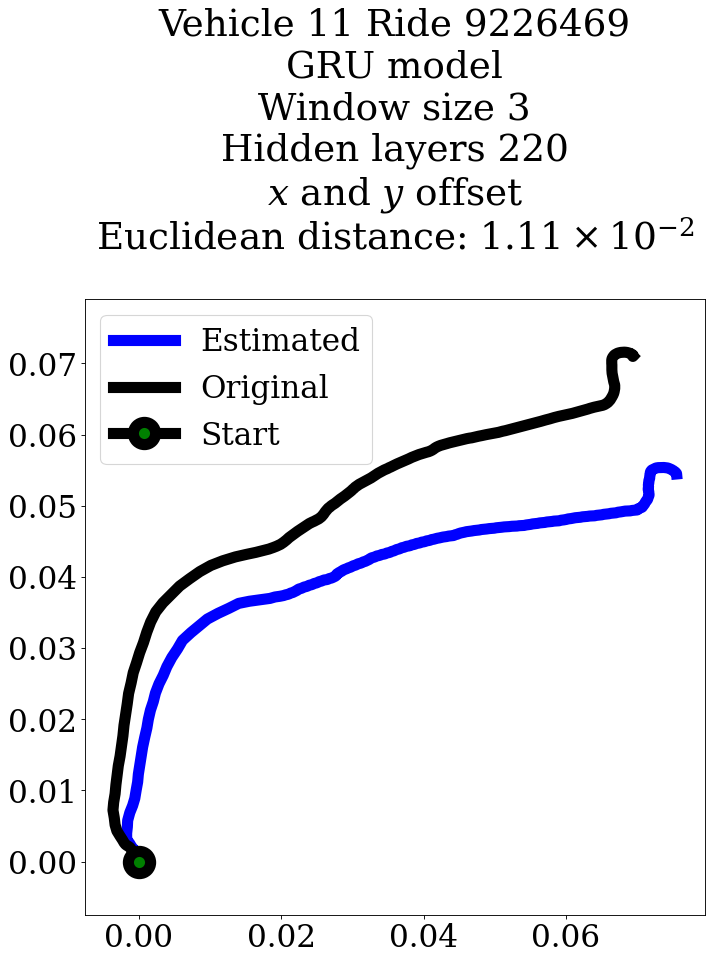 Vehicle 11 Ride 9226469
GRU model
Window size 3
Hidden layers 220
x and y offset
Euclidean distance: 1.11 × 10⁻²
Estimated
Original
Start
0.07
0.06
0.05
0.04
0.03
0.02
0.01
0.00
0.00 0.02 0.04 0.06